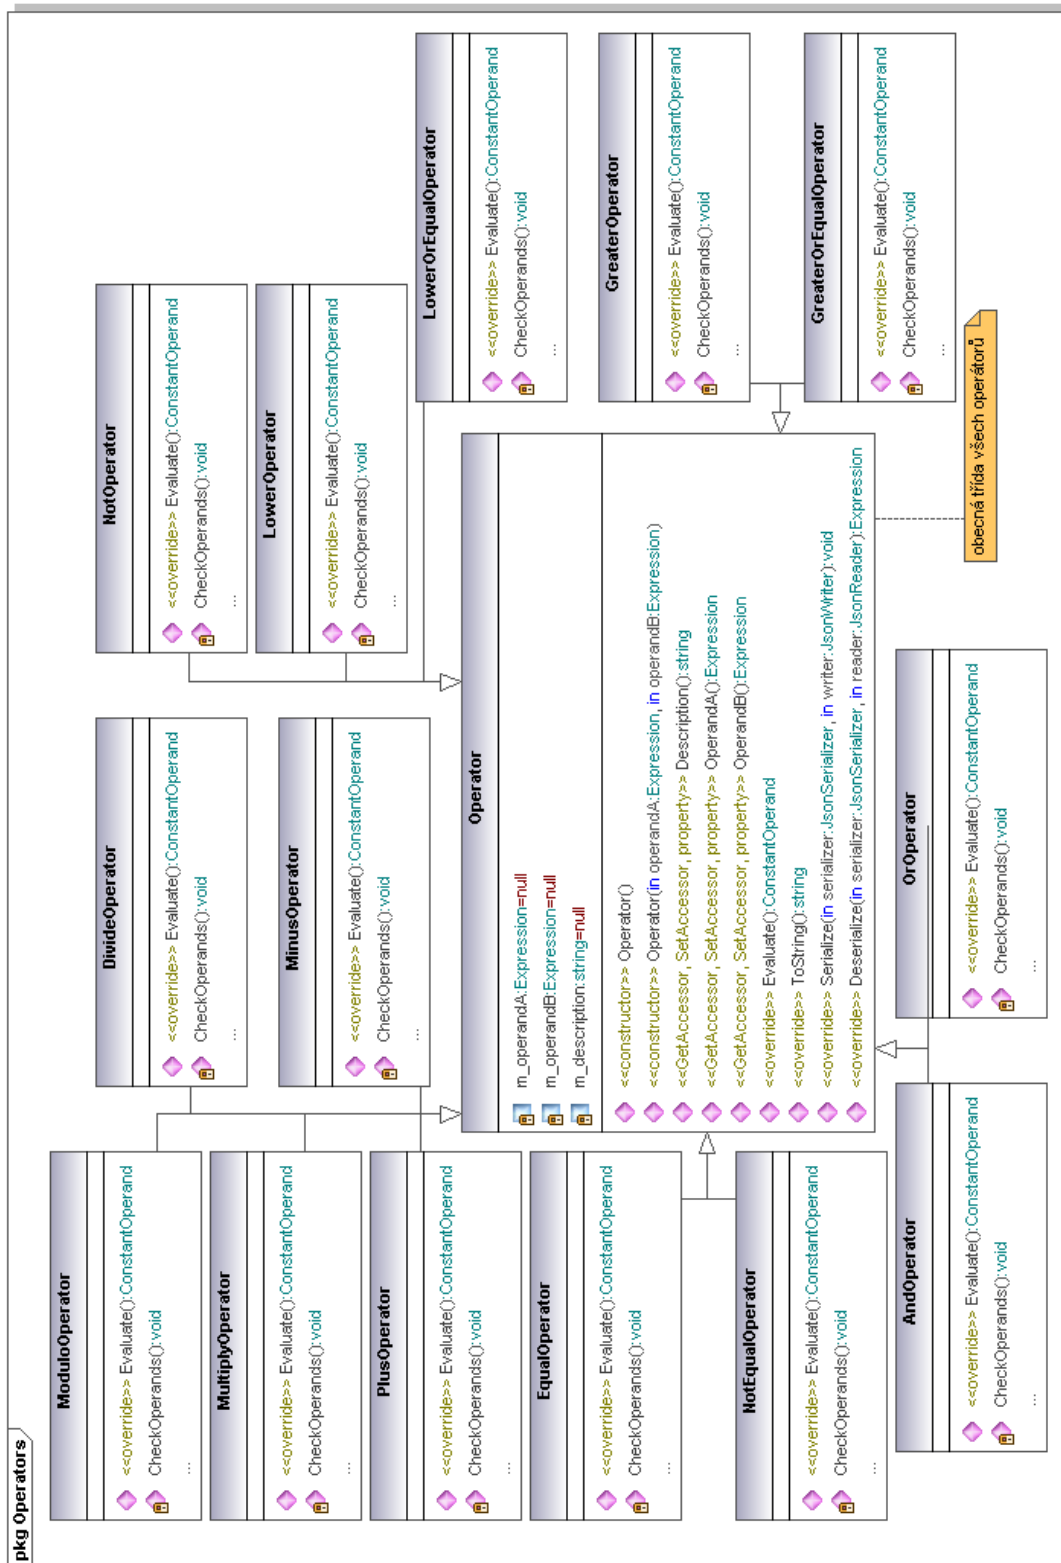 pkg Operators
ModuloOperator
<<override>> Evaluate():ConstantOperand
CheckOperands():void
...
MultiplyOperator
<<override>> Evaluate():ConstantOperand
CheckOperands():void
...
PlusOperator
<<override>> Evaluate():ConstantOperand
CheckOperands():void
...
EqualOperator
<<override>> Evaluate():ConstantOperand
CheckOperands():void
...
NotEqualOperator
<<override>> Evaluate():ConstantOperand
CheckOperands():void
...
AndOperator
<<override>> Evaluate():ConstantOperand
CheckOperands():void
...
DivideOperator
<<override>> Evaluate():ConstantOperand
CheckOperands():void
...
MinusOperator
<<override>> Evaluate():ConstantOperand
CheckOperands():void
...
Operator
m_operandA:Expression=null
m_operandB:Expression=null
m_description:string=null
<<constructor>> Operator()
<<constructor>> Operator(in operandA:Expression, in operandB:Expression)
<<GetAccessor, SetAccessor, property>> Description():string
<<GetAccessor, SetAccessor, property>> OperandA():Expression
<<GetAccessor, SetAccessor, property>> OperandB():Expression
<<override>> Evaluate():ConstantOperand
<<override>> ToString():string
<<override>> Serialize(in serializer:JsonSerializer, in writer:JsonWriter):void
<<override>> Deserialize(in serializer:JsonSerializer, in reader:JsonReader):Expression
OrOperator
<<override>> Evaluate():ConstantOperand
CheckOperands():void
...
NotOperator
<<override>> Evaluate():ConstantOperand
CheckOperands():void
...
LowerOperator
<<override>> Evaluate():ConstantOperand
CheckOperands():void
...
LowerOrEqualOperator
<<override>> Evaluate():ConstantOperand
CheckOperands():void
...
GreaterOperator
<<override>> Evaluate():ConstantOperand
CheckOperands():void
...
GreaterOrEqualOperator
<<override>> Evaluate():ConstantOperand
CheckOperands():void
...
obecná třída všech operátorů